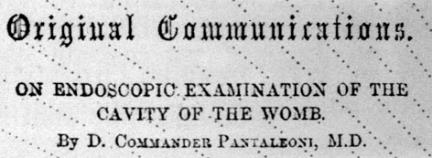 Original Communications.
ON ENDOSCOPIC EXAMINATION OF THE
CAVITY OF THE WOMB.
By D. COMMANDER PANTALEONI, M.D.